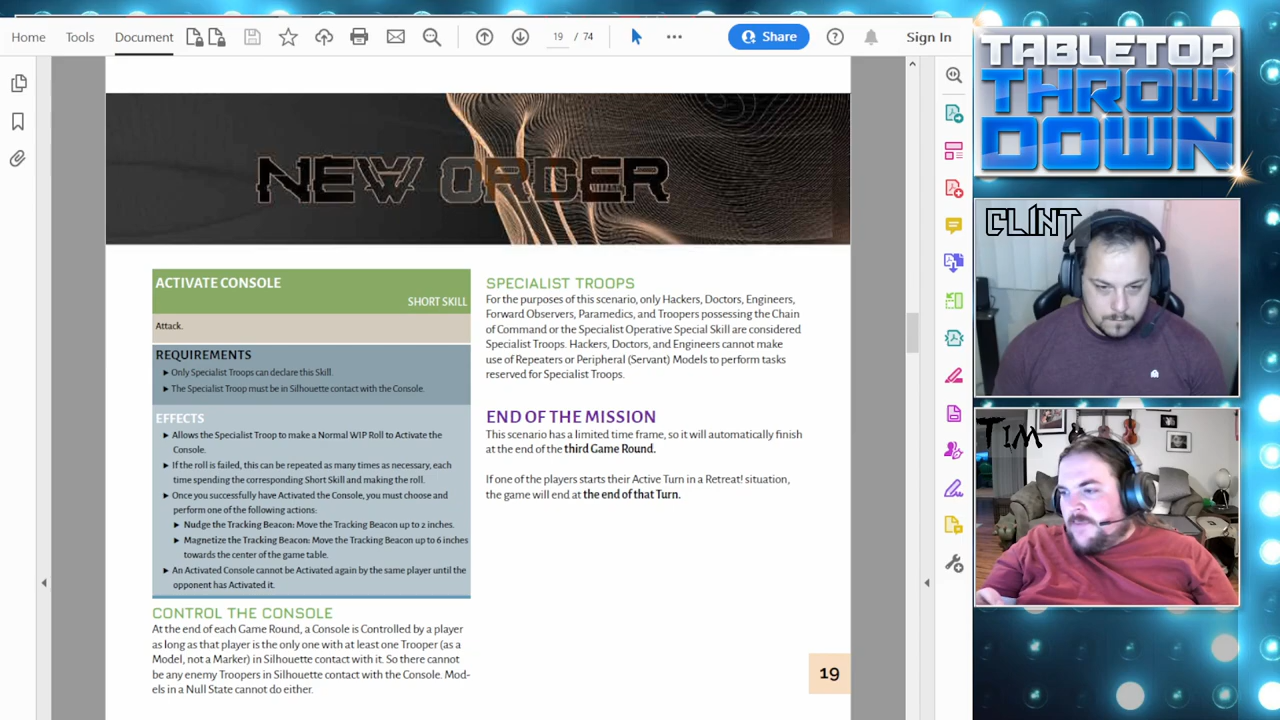 Home
Tools
Document
19 / 74
Share
Sign In
TABLETOP
THROW
DOWN
NEW ORDER
CLINT
TIM
ACTIVATE CONSOLE
SHORT SKILL
Attack.
REQUIREMENTS
► Only Specialist Troops can declare this Skill.
► The Specialist Troop must be in Silhouette contact with the Console.
EFFECTS
► Allows the Specialist Troop to make a Normal WIP Roll to Activate the
Console.
► If the roll is failed, this can be repeated as many times as necessary, each
time spending the corresponding Short Skill and making the roll.
► Once you successfully have Activated the Console, you must choose and
perform one of the following actions:
► Nudge the Tracking Beacon: Move the Tracking Beacon up to 2 inches.
► Magnetize the Tracking Beacon: Move the Tracking Beacon up to 6 inches
towards the center of the game table.
► An Activated Console cannot be Activated again by the same player until the
opponent has Activated it.
CONTROL THE CONSOLE
At the end of each Game Round, a Console is Controlled by a player
as long as that player is the only one with at least one Trooper (as a
Model, not a Marker) in Silhouette contact with it. So there cannot
be any enemy Troopers in Silhouette contact with the Console. Mod-
els in a Null State cannot do either.
SPECIALIST TROOPS
For the purposes of this scenario, only Hackers, Doctors, Engineers,
Forward Observers, Paramedics, and Troopers possessing the Chain
of Command or the Specialist Operative Special Skill are considered
Specialist Troops. Hackers, Doctors, and Engineers cannot make
use of Repeaters or Peripheral (Servant) Models to perform tasks
reserved for Specialist Troops.
END OF THE MISSION
This scenario has a limited time frame, so it will automatically finish
at the end of the third Game Round.
If one of the players starts their Active Turn in a Retreat! situation,
the game will end at the end of that Turn.
19